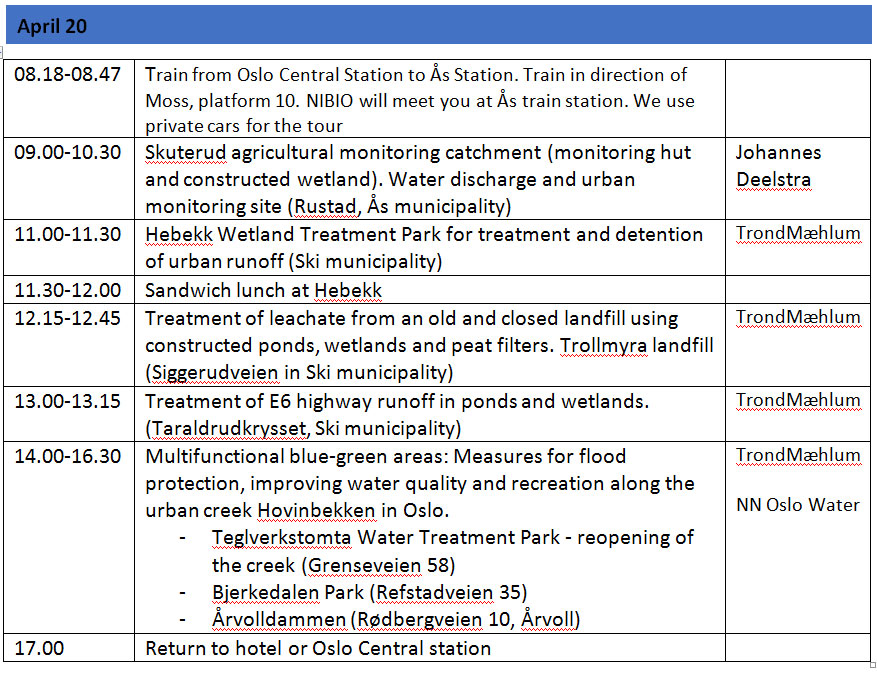 April 20
08.18-08.47
Train from Oslo Central Station to Ås Station. Train in direction of
Moss, platform 10. NIBIO will meet you at Ås train station. We use
private cars for the tour
09.00-10.30
Skuterud agricultural monitoring catchment (monitoring hut
and constructed wetland). Water discharge and urban
monitoring site (Rustad, Ås municipality)
Johannes
Deelstra
11.00-11.30
Hebekk Wetland Treatment Park for treatment and detention
of urban runoff (Ski municipality)
TrondMæhlum
11.30-12.00
Sandwich lunch at Hebekk
12.15-12.45
Treatment of leachate from an old and closed landfill using
constructed ponds, wetlands and peat filters. Trollmyra landfill
(Siggerudveien in Ski municipality)
TrondMæhlum
13.00-13.15
Treatment of E6 highway runoff in ponds and wetlands.
(Taraldrudkrysset, Ski municipality)
TrondMæhlum
14.00-16.30
Multifunctional blue-green areas: Measures for flood
protection, improving water quality and recreation along the
urban creek Hovinbekken in Oslo.
- Teglverkstomta Water Treatment Park - reopening of
the creek (Grenseveien 58)
- Bjerkedalen Park (Refstadveien 35)
- Årvolldammen (Rødbergveien 10, Årvoll)
TrondMæhlum
NN Oslo Water
17.00
Return to hotel or Oslo Central station